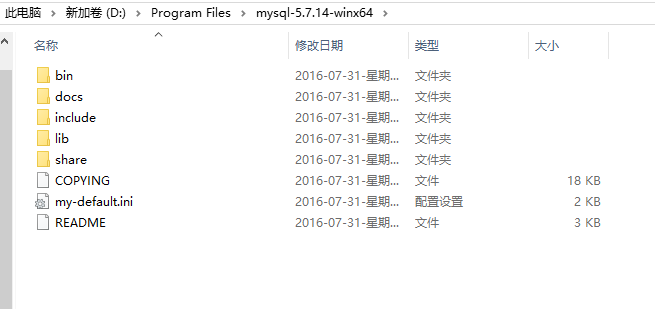 此电脑 > 新加卷 (D:) > Program Files > mysql-5.7.14-winx64 >
名称 修改日期 类型 大小
bin 2016-07-31-星期... 文件夹
docs 2016-07-31-星期... 文件夹
include 2016-07-31-星期... 文件夹
lib 2016-07-31-星期... 文件夹
share 2016-07-31-星期... 文件夹
COPYING 2016-07-31-星期... 文件 18 KB
my-default.ini 2016-07-31-星期... 配置设置 2 KB
README 2016-07-31-星期... 文件 3 KB